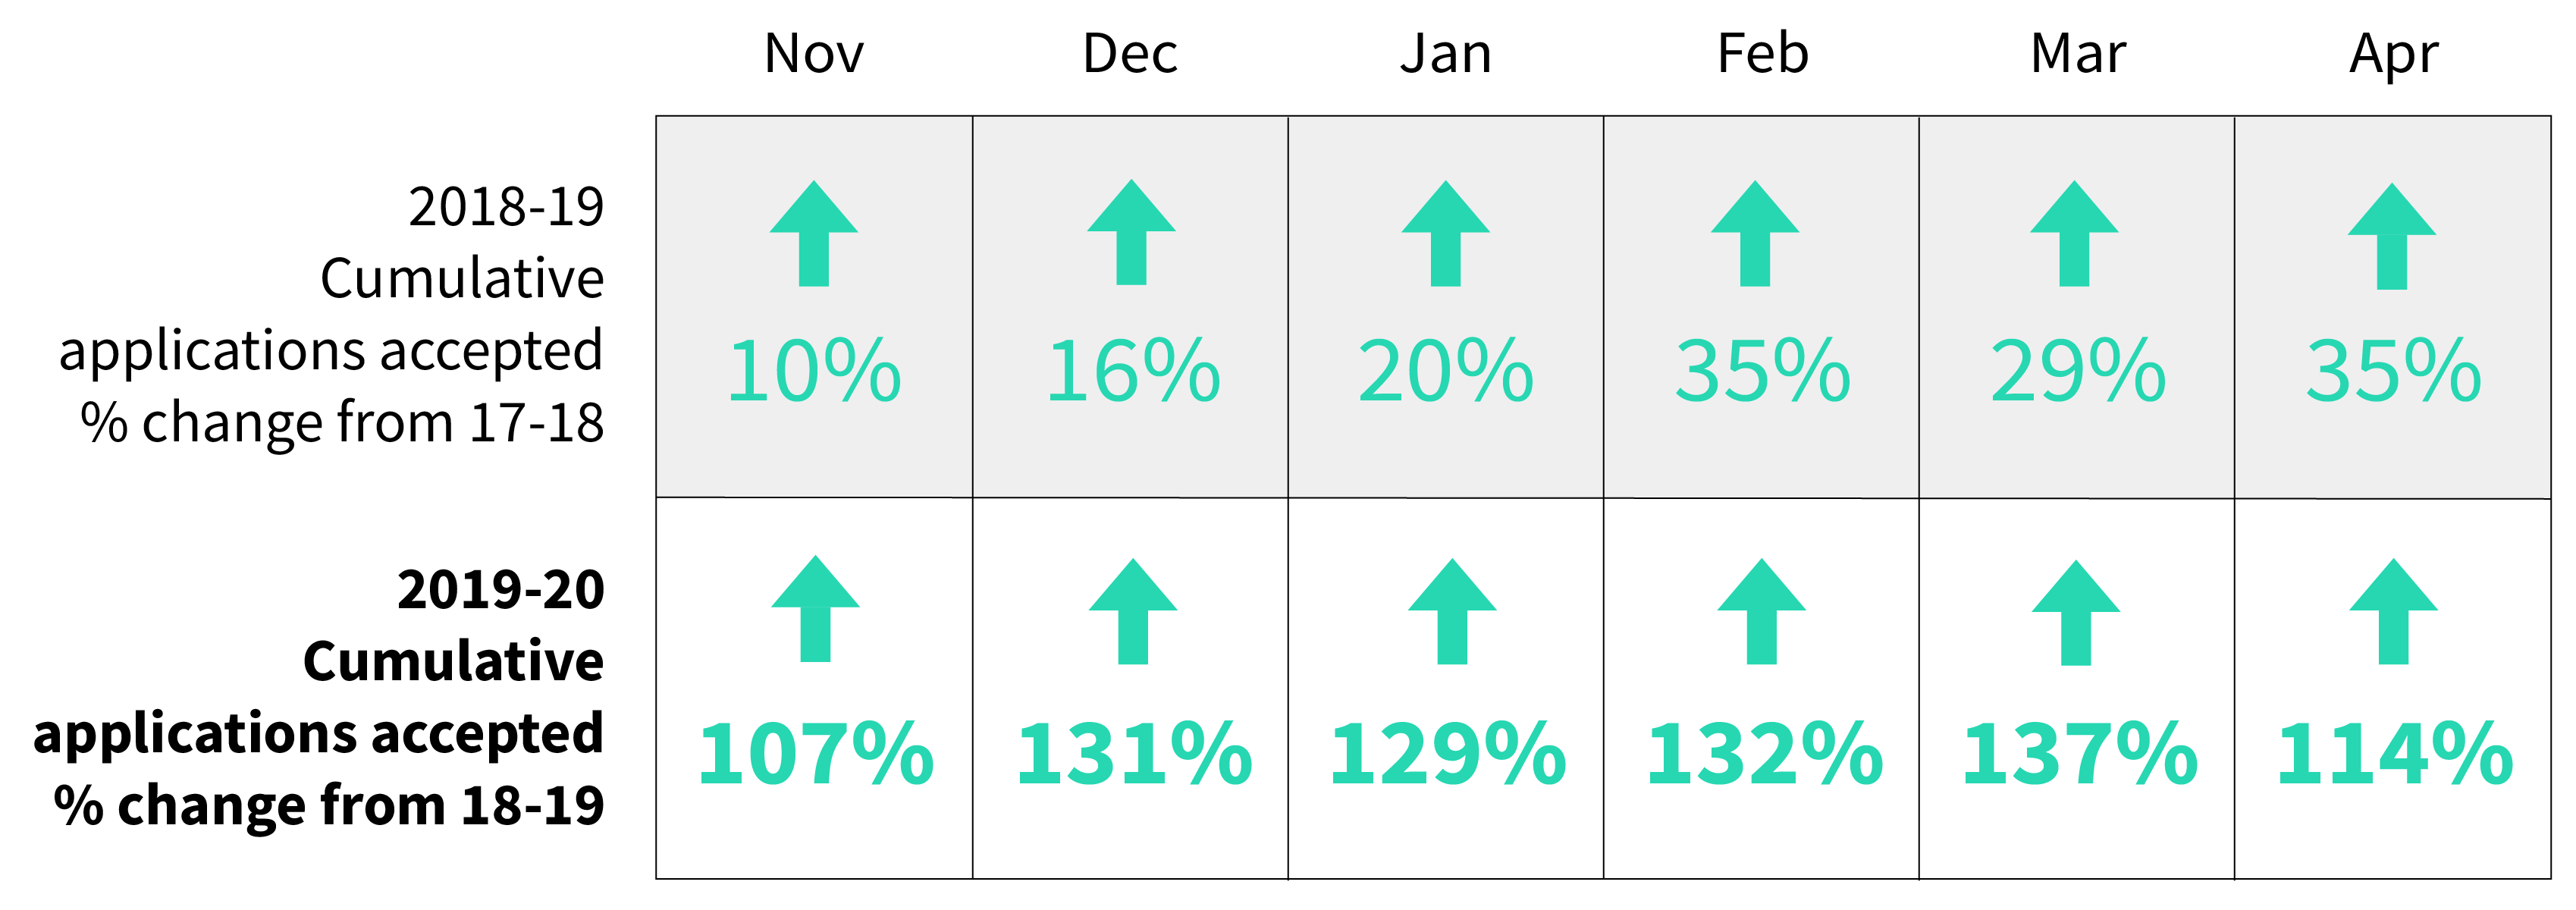 Nov Dec Jan Feb Mar Apr
2018-19
Cumulative
applications accepted
% change from 17-18
10% 16% 20% 35% 29% 35%
2019-20
Cumulative
applications accepted
% change from 18-19
107% 131% 129% 132% 137% 114%